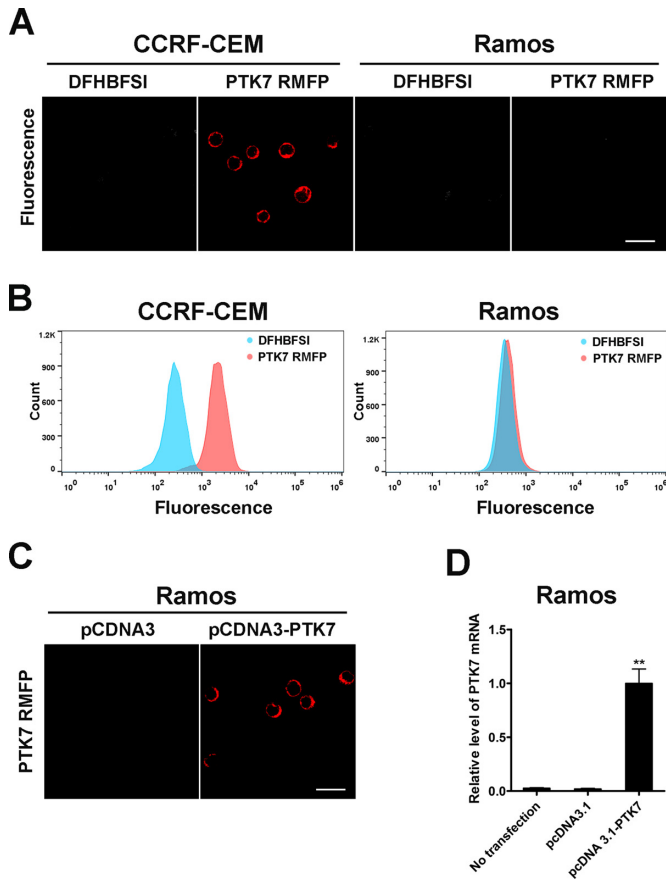 A
CCRF-CEM Ramos
DFHBFSI PTK7 RMFP DFHBFSI PTK7 RMFP
Fluorescence
B
CCRF-CEM Ramos
1.2K
900
600
300
0
Count
DFHBFSI
PTK7 RMFP
10^0 10^1 10^2 10^3 10^4 10^5 10^6
Fluorescence
1.2K
900
600
300
0
Count
DFHBFSI
PTK7 RMFP
10^0 10^1 10^2 10^3 10^4 10^5 10^6
Fluorescence
C
Ramos
pCDNA3 pCDNA3-PTK7
PTK7 RMFP
D
Ramos
Relative level of PTK7 mRNA
1.5
1.0
0.5
0.0
**
No transfection
pcDNA3.1
pcDNA 3.1-PTK7